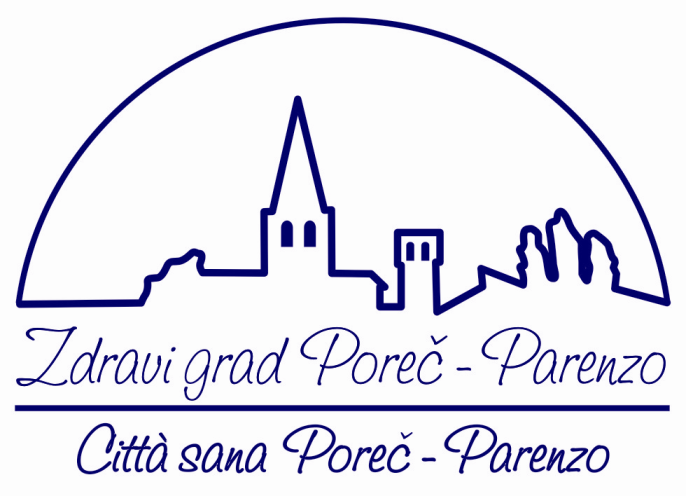 Zdravi grad Poreč - Parenzo
Città sana Poreč - Parenzo